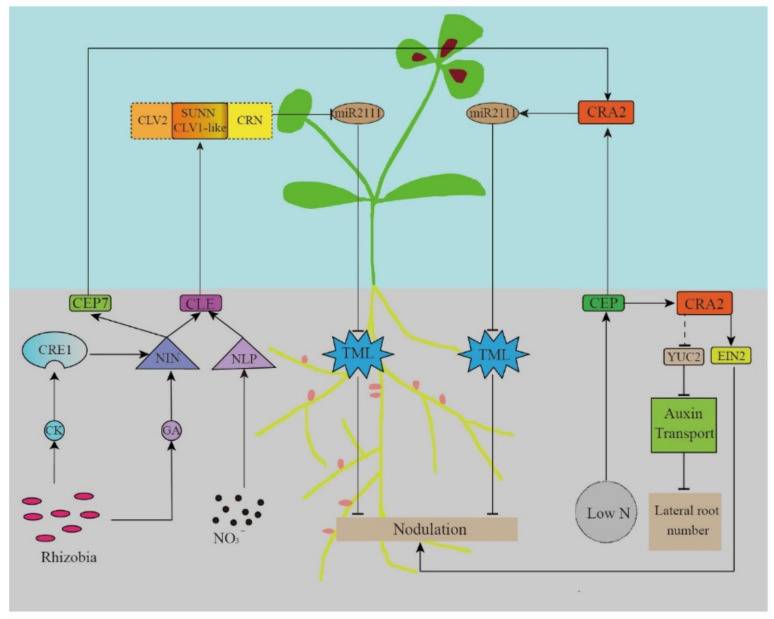 CLV2
SUNN
CLV1-like
CRN
miR2111
miR2111
CRA2
CEP7
CLE
CEP
CRA2
CRE1
NIN
NLP
TML
TML
YUC2
EIN2
CK
GA
Auxin
Transport
Low N
Lateral root
number
Nodulation
NO3-
Rhizobia